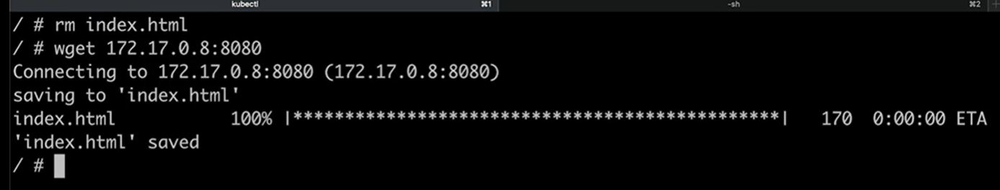 kubectl ⌘1 -sh ⌘2 +
/ # rm index.html
/ # wget 172.17.0.8:8080
Connecting to 172.17.0.8:8080 (172.17.0.8:8080)
saving to 'index.html'
index.html 100% |***********************************************| 170 0:00:00 ETA
'index.html' saved
/ #